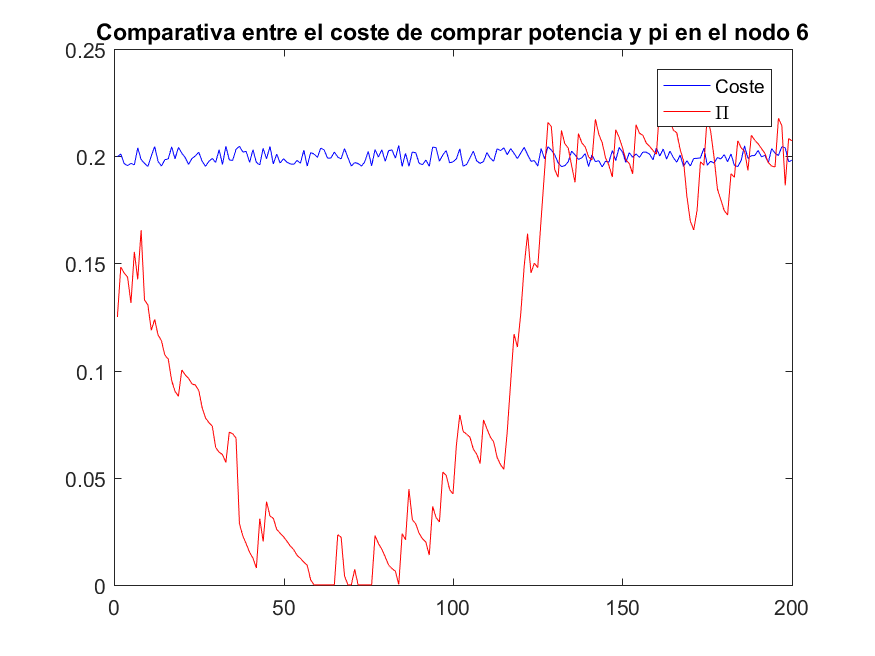 Comparativa entre el coste de comprar potencia y pi en el nodo 6
0.25
Coste
Π
0.2
0.15
0.1
0.05
0
0 50 100 150 200